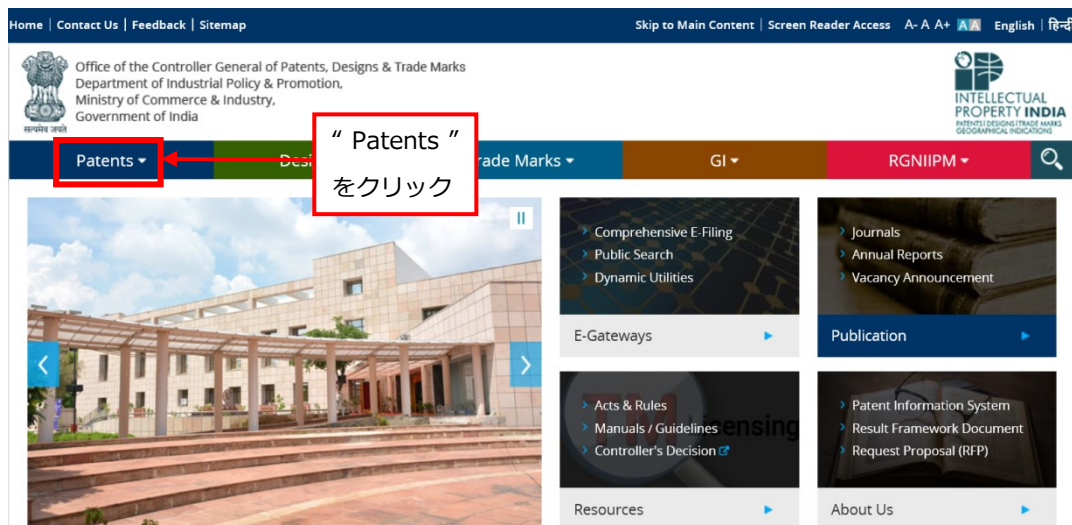 Home | Contact Us | Feedback | Sitemap
Skip to Main Content | Screen Reader Access A- A A+ A A English | हिन्दी
Office of the Controller General of Patents, Designs & Trade Marks
Department of Industrial Policy & Promotion,
Ministry of Commerce & Industry,
Government of India
सत्यमेव जयते
INTELLECTUAL
PROPERTY INDIA
PATENTS | DESIGNS | TRADE MARKS
GEOGRAPHICAL INDICATIONS
“ Patents ”
をクリック
Patents
Desi
rade Marks
GI
RGNIIPM
Comprehensive E-Filing
Public Search
Dynamic Utilities
E-Gateways
Journals
Annual Reports
Vacancy Announcement
Publication
Acts & Rules
Manuals / Guidelines
Controller's Decision
TM Licensing
Resources
Patent Information System
Result Framework Document
Request Proposal (RFP)
About Us